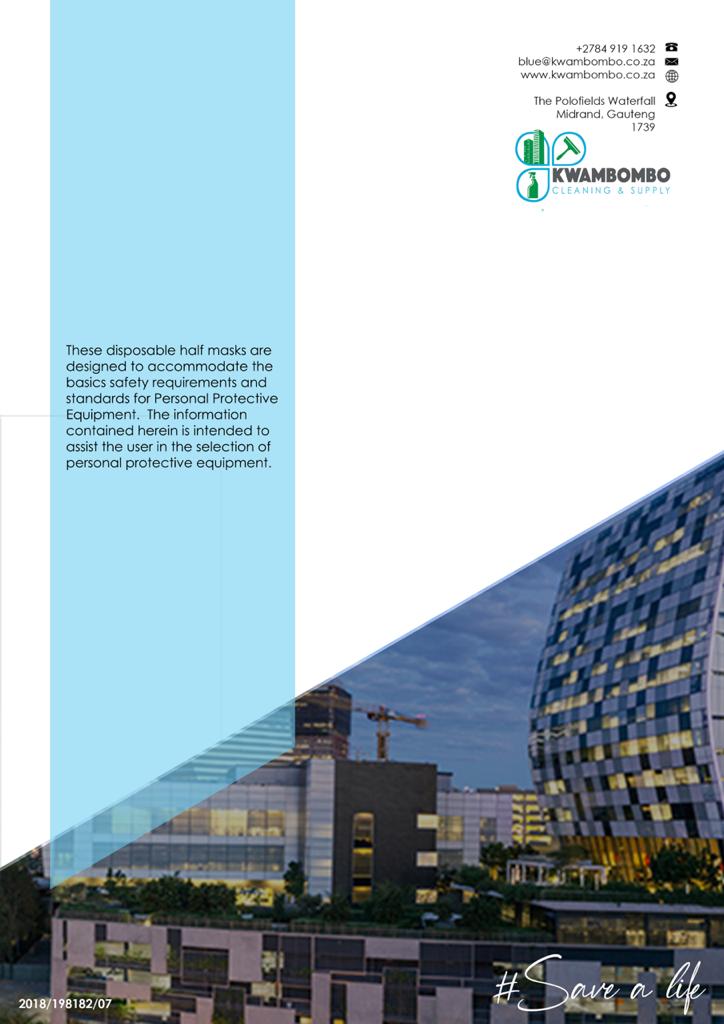 +2784 919 1632
blue@kwambombo.co.za
www.kwambombo.co.za
The Polofields Waterfall
Midrand, Gauteng
1739
KWAMBOMBO
CLEANING & SUPPLY
These disposable half masks are
designed to accommodate the
basics safety requirements and
standards for Personal Protective
Equipment.  The information
contained herein is intended to
assist the user in the selection of
personal protective equipment.
#Save a life
2018/198182/07